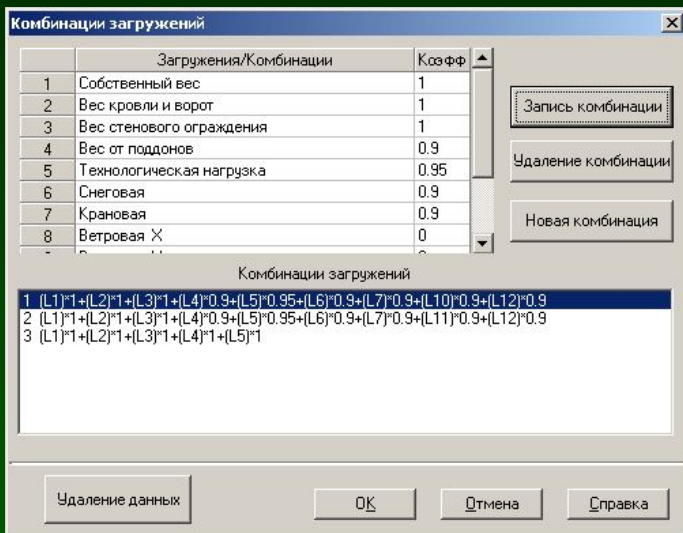 Комбинации загружений
Загружения/Комбинации Коэфф
1 Собственный вес 1
2 Вес кровли и ворот 1
3 Вес стенового ограждения 1
4 Вес от поддонов 0.9
5 Технологическая нагрузка 0.95
6 Снеговая 0.9
7 Крановая 0.9
8 Ветровая X 0
Запись комбинации
Удаление комбинации
Новая комбинация
Комбинации загружений
1 (L1)*1+(L2)*1+(L3)*1+(L4)*0.9+(L5)*0.95+(L6)*0.9+(L7)*0.9+(L10)*0.9+(L12)*0.9
2 (L1)*1+(L2)*1+(L3)*1+(L4)*0.9+(L5)*0.95+(L6)*0.9+(L7)*0.9+(L11)*0.9+(L12)*0.9
3 (L1)*1+(L2)*1+(L3)*1+(L4)*1+(L5)*1
Удаление данных OK Отмена Справка